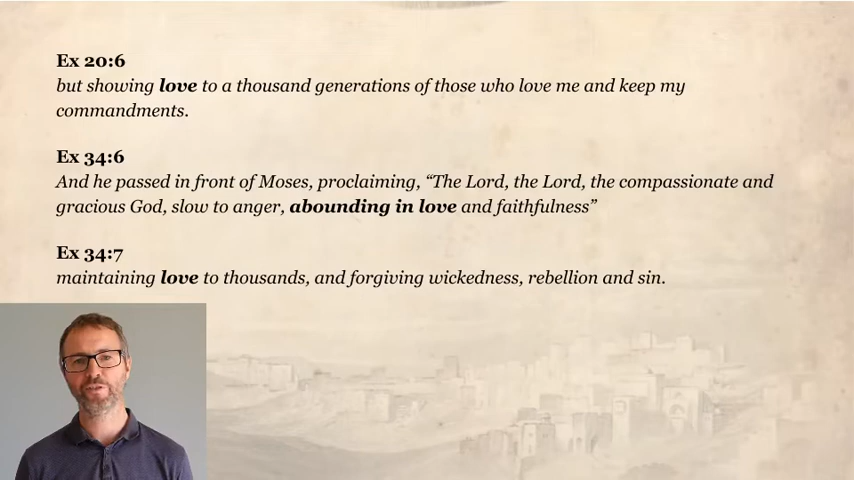 Ex 20:6
but showing love to a thousand generations of those who love me and keep my
commandments.
Ex 34:6
And he passed in front of Moses, proclaiming, “The Lord, the Lord, the compassionate and
gracious God, slow to anger, abounding in love and faithfulness”
Ex 34:7
maintaining love to thousands, and forgiving wickedness, rebellion and sin.